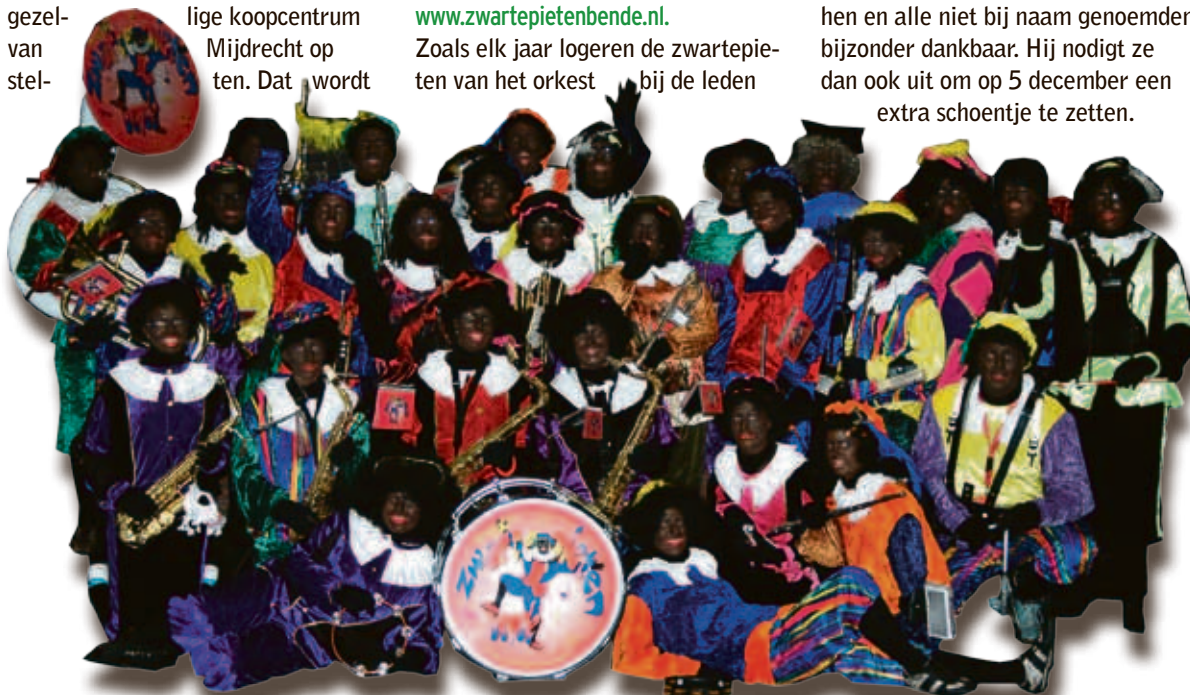 gezel-
van
stel-
lige koopcentrum
Mijdrecht op
ten. Dat wordt
www.zwartepietenbende.nl.
Zoals elk jaar logeren de zwartepie-
ten van het orkest bij de leden
hen en alle niet bij naam genoemden
bijzonder dankbaar. Hij nodigt ze
dan ook uit om op 5 december een
extra schoentje te zetten.